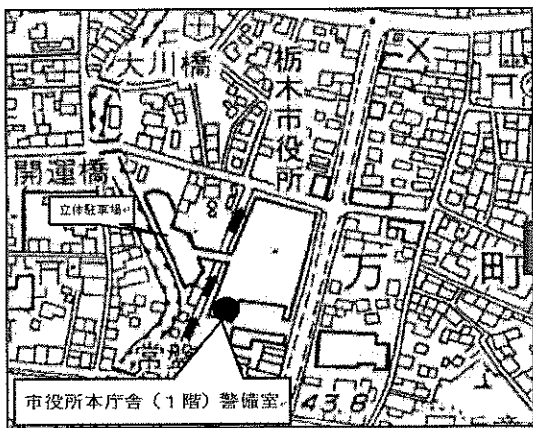 大川橋
栃木市役所
開運橋
立体駐車場
万町
常盤
43.8
市役所本庁舎（1階）警備室